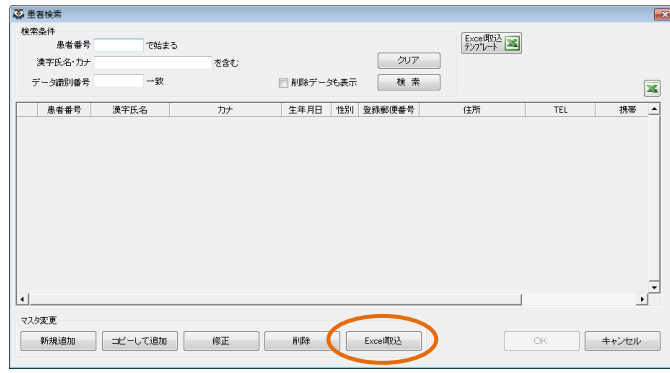 患者検索
検索条件
患者番号 で始まる
漢字氏名・カナ を含む
データ識別番号 一致
削除データも表示
クリア
検 索
Excel取込
テンプレート
患者番号 漢字氏名 カナ 生年月日 性別 登録郵便番号 住所 TEL 携帯
マスタ変更
新規追加 コピーして追加 修正 削除 Excel取込 OK キャンセル